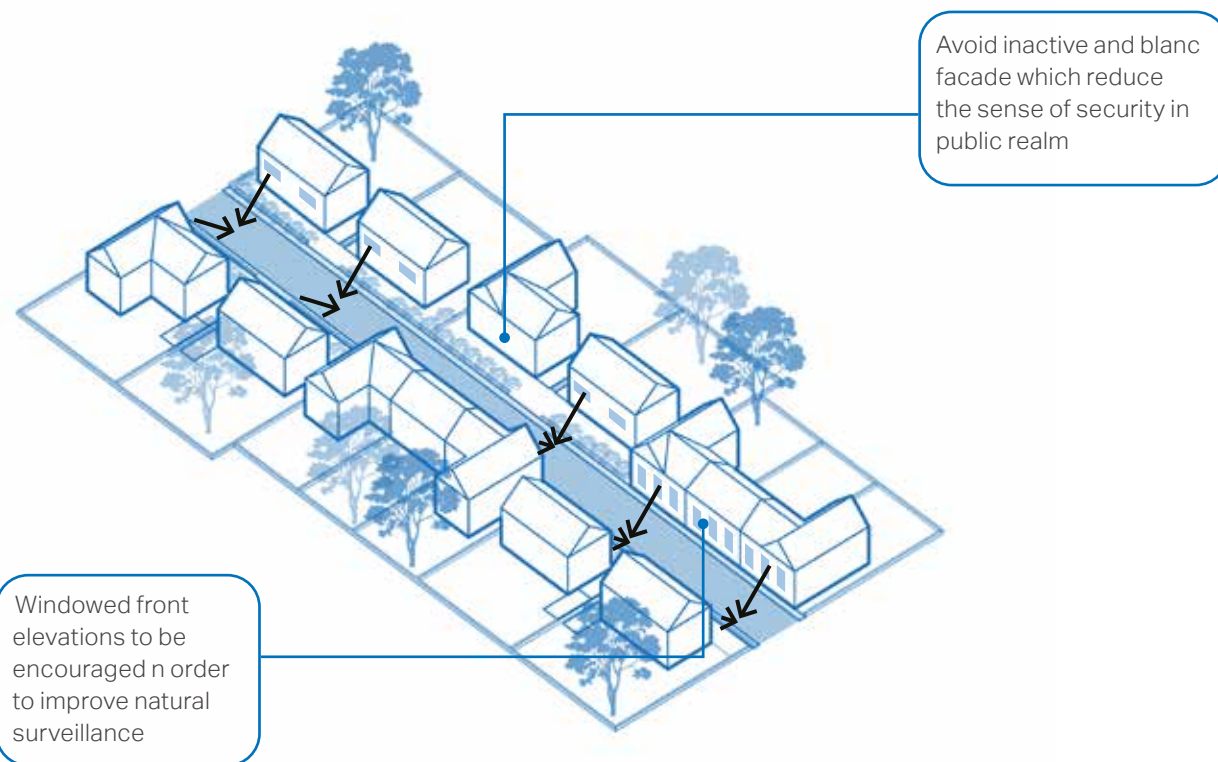 Avoid inactive and blanc
facade which reduce
the sense of security in
public realm
Windowed front
elevations to be
encouraged n order
to improve natural
surveillance